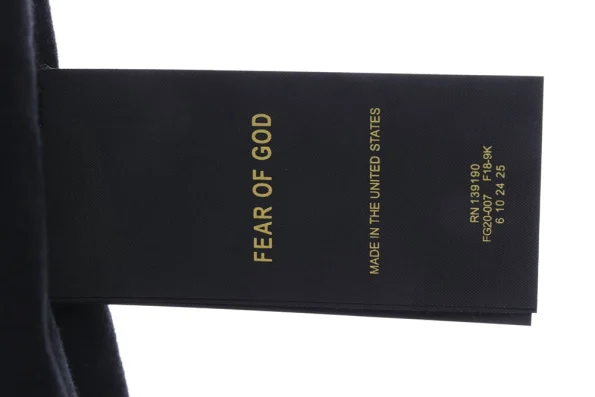 FEAR OF GOD
MADE IN THE UNITED STATES
RN 139190
FG20-007 F18-9K
6 10 24 25